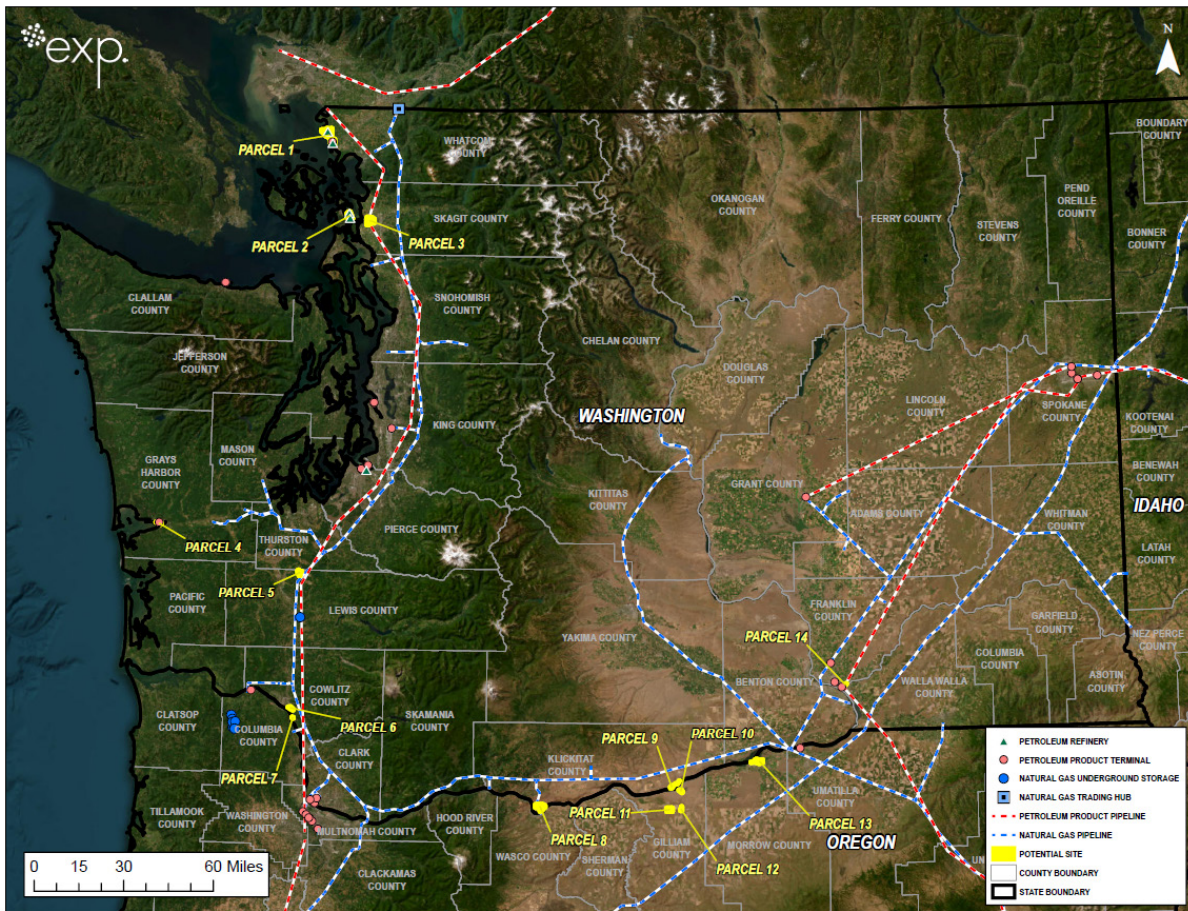 exp.
N
BOUNDARY
COUNTY
PARCEL 1
WHATCOM
COUNTY
OKANOGAN
COUNTY
FERRY COUNTY
STEVENS
COUNTY
PEND
OREILLE
COUNTY
BONNER
COUNTY
PARCEL 2
SKAGIT COUNTY
PARCEL 3
CLALLAM
COUNTY
SNOHOMISH
COUNTY
CHELAN COUNTY
JEFFERSON
COUNTY
DOUGLAS
COUNTY
LINCOLN
COUNTY
SPOKANE
COUNTY
KOOTENAI
COUNTY
WASHINGTON
KING COUNTY
MASON
COUNTY
GRAYS
HARBOR
COUNTY
KITTITAS
COUNTY
GRANT COUNTY
ADAMS COUNTY
WHITMAN
COUNTY
BENEWAH
COUNTY
IDAHO
PIERCE COUNTY
THURSTON
COUNTY
PARCEL 4
LATAH
COUNTY
PARCEL 5
PACIFIC
COUNTY
LEWIS COUNTY
YAKIMA COUNTY
FRANKLIN
COUNTY
GARFIELD
COUNTY
NEZ PERCE
COUNTY
PARCEL 14
COLUMBIA
COUNTY
ASOTIN
COUNTY
BENTON COUNTY
WALLA WALLA
COUNTY
COWLITZ
COUNTY
SKAMANIA
COUNTY
CLATSOP
COUNTY
COLUMBIA
COUNTY
PARCEL 6
PARCEL 7
CLARK
COUNTY
KLICKITAT
COUNTY
PARCEL 9
PARCEL 10
UMATILLA
COUNTY
TILLAMOOK
COUNTY
WASHINGTON
COUNTY
MULTNOMAH COUNTY
HOOD RIVER
COUNTY
PARCEL 11
PARCEL 8
PARCEL 13
WASCO COUNTY
SHERMAN
COUNTY
GILLIAM
COUNTY
MORROW COUNTY
OREGON
PARCEL 12
CLACKAMAS
COUNTY
0 15 30 60 Miles
PETROLEUM REFINERY
PETROLEUM PRODUCT TERMINAL
NATURAL GAS UNDERGROUND STORAGE
NATURAL GAS TRADING HUB
PETROLEUM PRODUCT PIPELINE
NATURAL GAS PIPELINE
POTENTIAL SITE
COUNTY BOUNDARY
STATE BOUNDARY